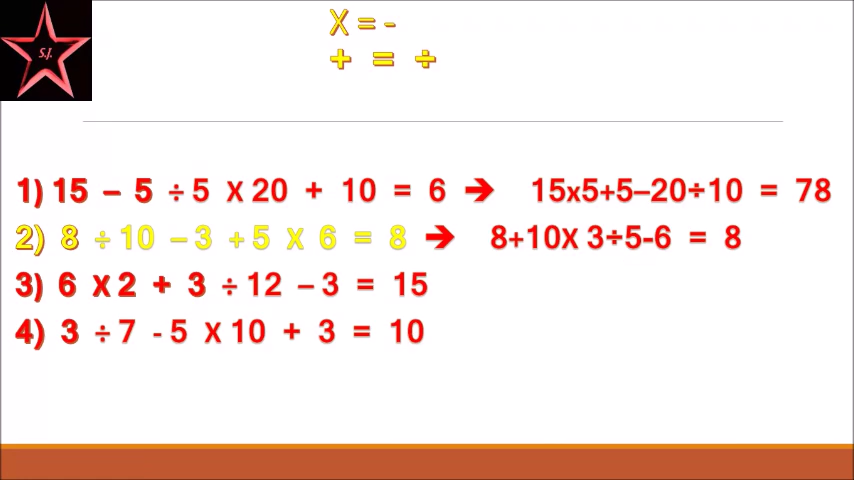 S.J.
X = -
+ = ÷
1) 15 – 5 ÷ 5 X 20 + 10 = 6 ➔ 15x5+5–20÷10 = 78
2) 8 ÷ 10 – 3 + 5 X 6 = 8 ➔ 8+10X 3÷5-6 = 8
3) 6 X 2 + 3 ÷ 12 – 3 = 15
4) 3 ÷ 7 - 5 X 10 + 3 = 10